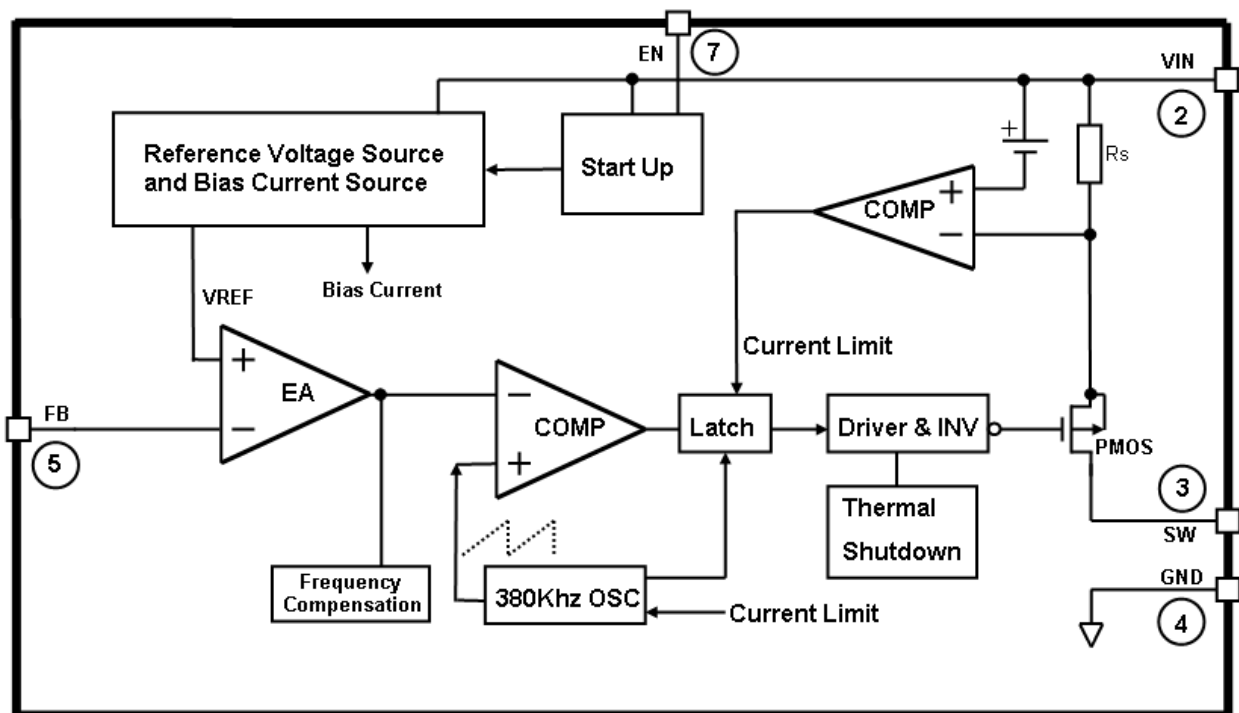 EN
7
VIN
2
Reference Voltage Source
and Bias Current Source
Start Up
+
Rs
COMP
+
−
Bias Current
VREF
Current Limit
+
EA
−
FB
5
−
COMP
+
Latch
Driver & INV
PMOS
3
SW
Thermal
Shutdown
GND
4
Frequency
Compensation
380Khz OSC
Current Limit